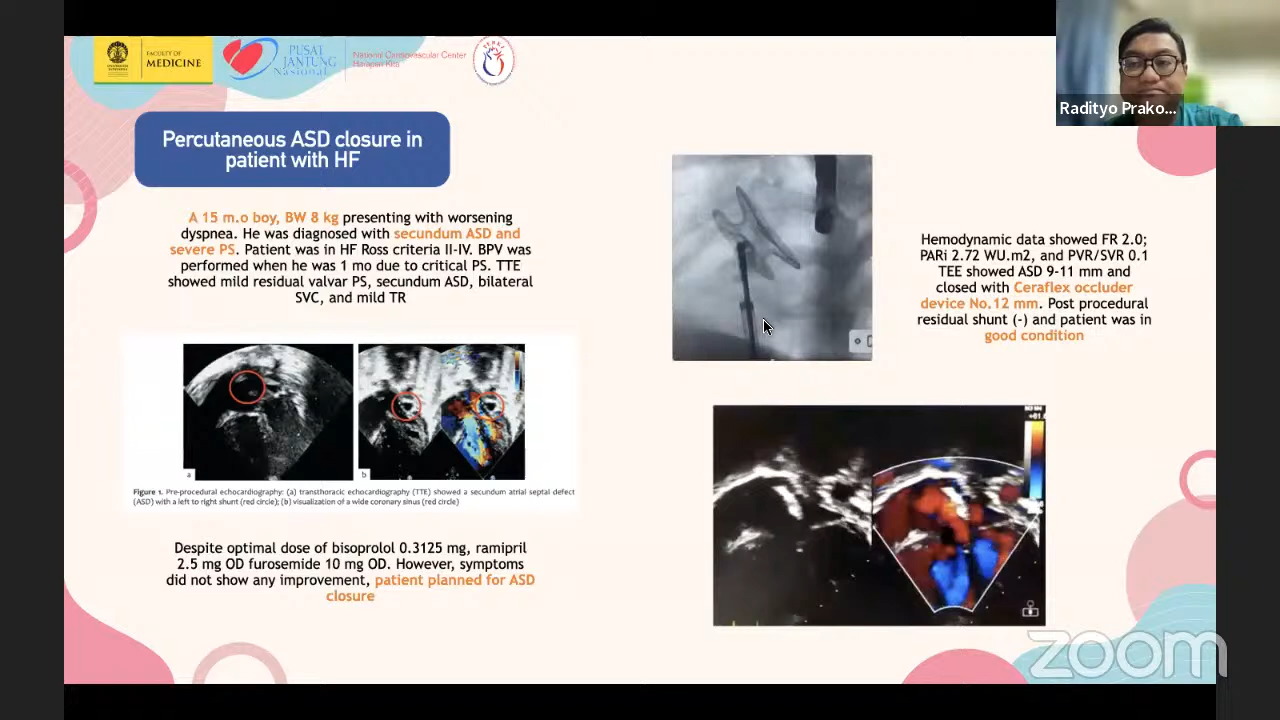 FACULTY OF
MEDICINE
PUSAT
JANTUNG
Nasional
National Cardiovascular Center
Harapan Kita
Radityo Prako...
Percutaneous ASD closure in
patient with HF
A 15 m.o boy, BW 8 kg presenting with worsening
dyspnea. He was diagnosed with secundum ASD and
severe PS. Patient was in HF Ross criteria II-IV. BPV was
performed when he was 1 mo due to critical PS. TTE
showed mild residual valvar PS, secundum ASD, bilateral
SVC, and mild TR
a
b
Figure 1. Pre-procedural echocardiography: (a) transthoracic echocardiography (TTE) showed a secundum atrial septal defect
(ASD) with a left to right shunt (red circle); (b) visualization of a wide coronary sinus (red circle)
Despite optimal dose of bisoprolol 0.3125 mg, ramipril
2.5 mg OD furosemide 10 mg OD. However, symptoms
did not show any improvement, patient planned for ASD
closure
Hemodynamic data showed FR 2.0;
PARi 2.72 WU.m2, and PVR/SVR 0.1
TEE showed ASD 9-11 mm and
closed with Ceraflex occluder
device No.12 mm. Post procedural
residual shunt (-) and patient was in
good condition
zoom